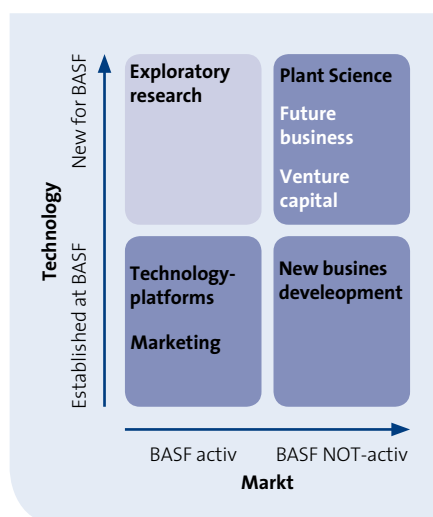 Technology
New for BASF
Established at BASF
Exploratory
research
Plant Science
Future
business
Venture
capital
Technology-
platforms
Marketing
New busines
develeopment
BASF activ
BASF NOT-activ
Markt